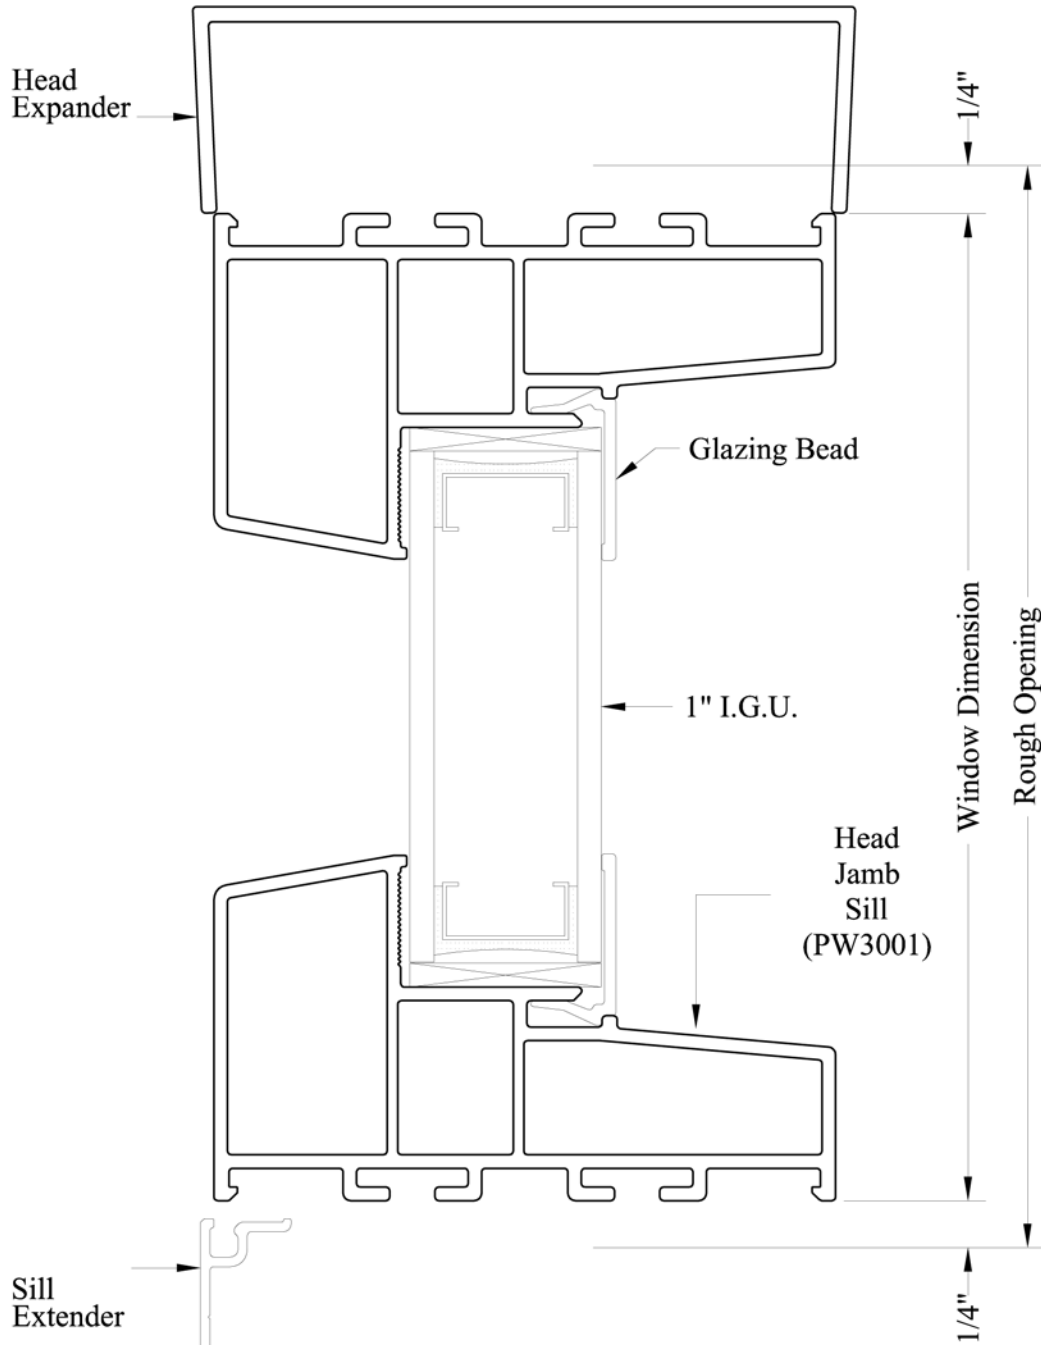 Head
Expander
1/4"
Glazing Bead
1" I.G.U.
Window Dimension
Rough Opening
Head
Jamb
Sill
(PW3001)
Sill
Extender
1/4"